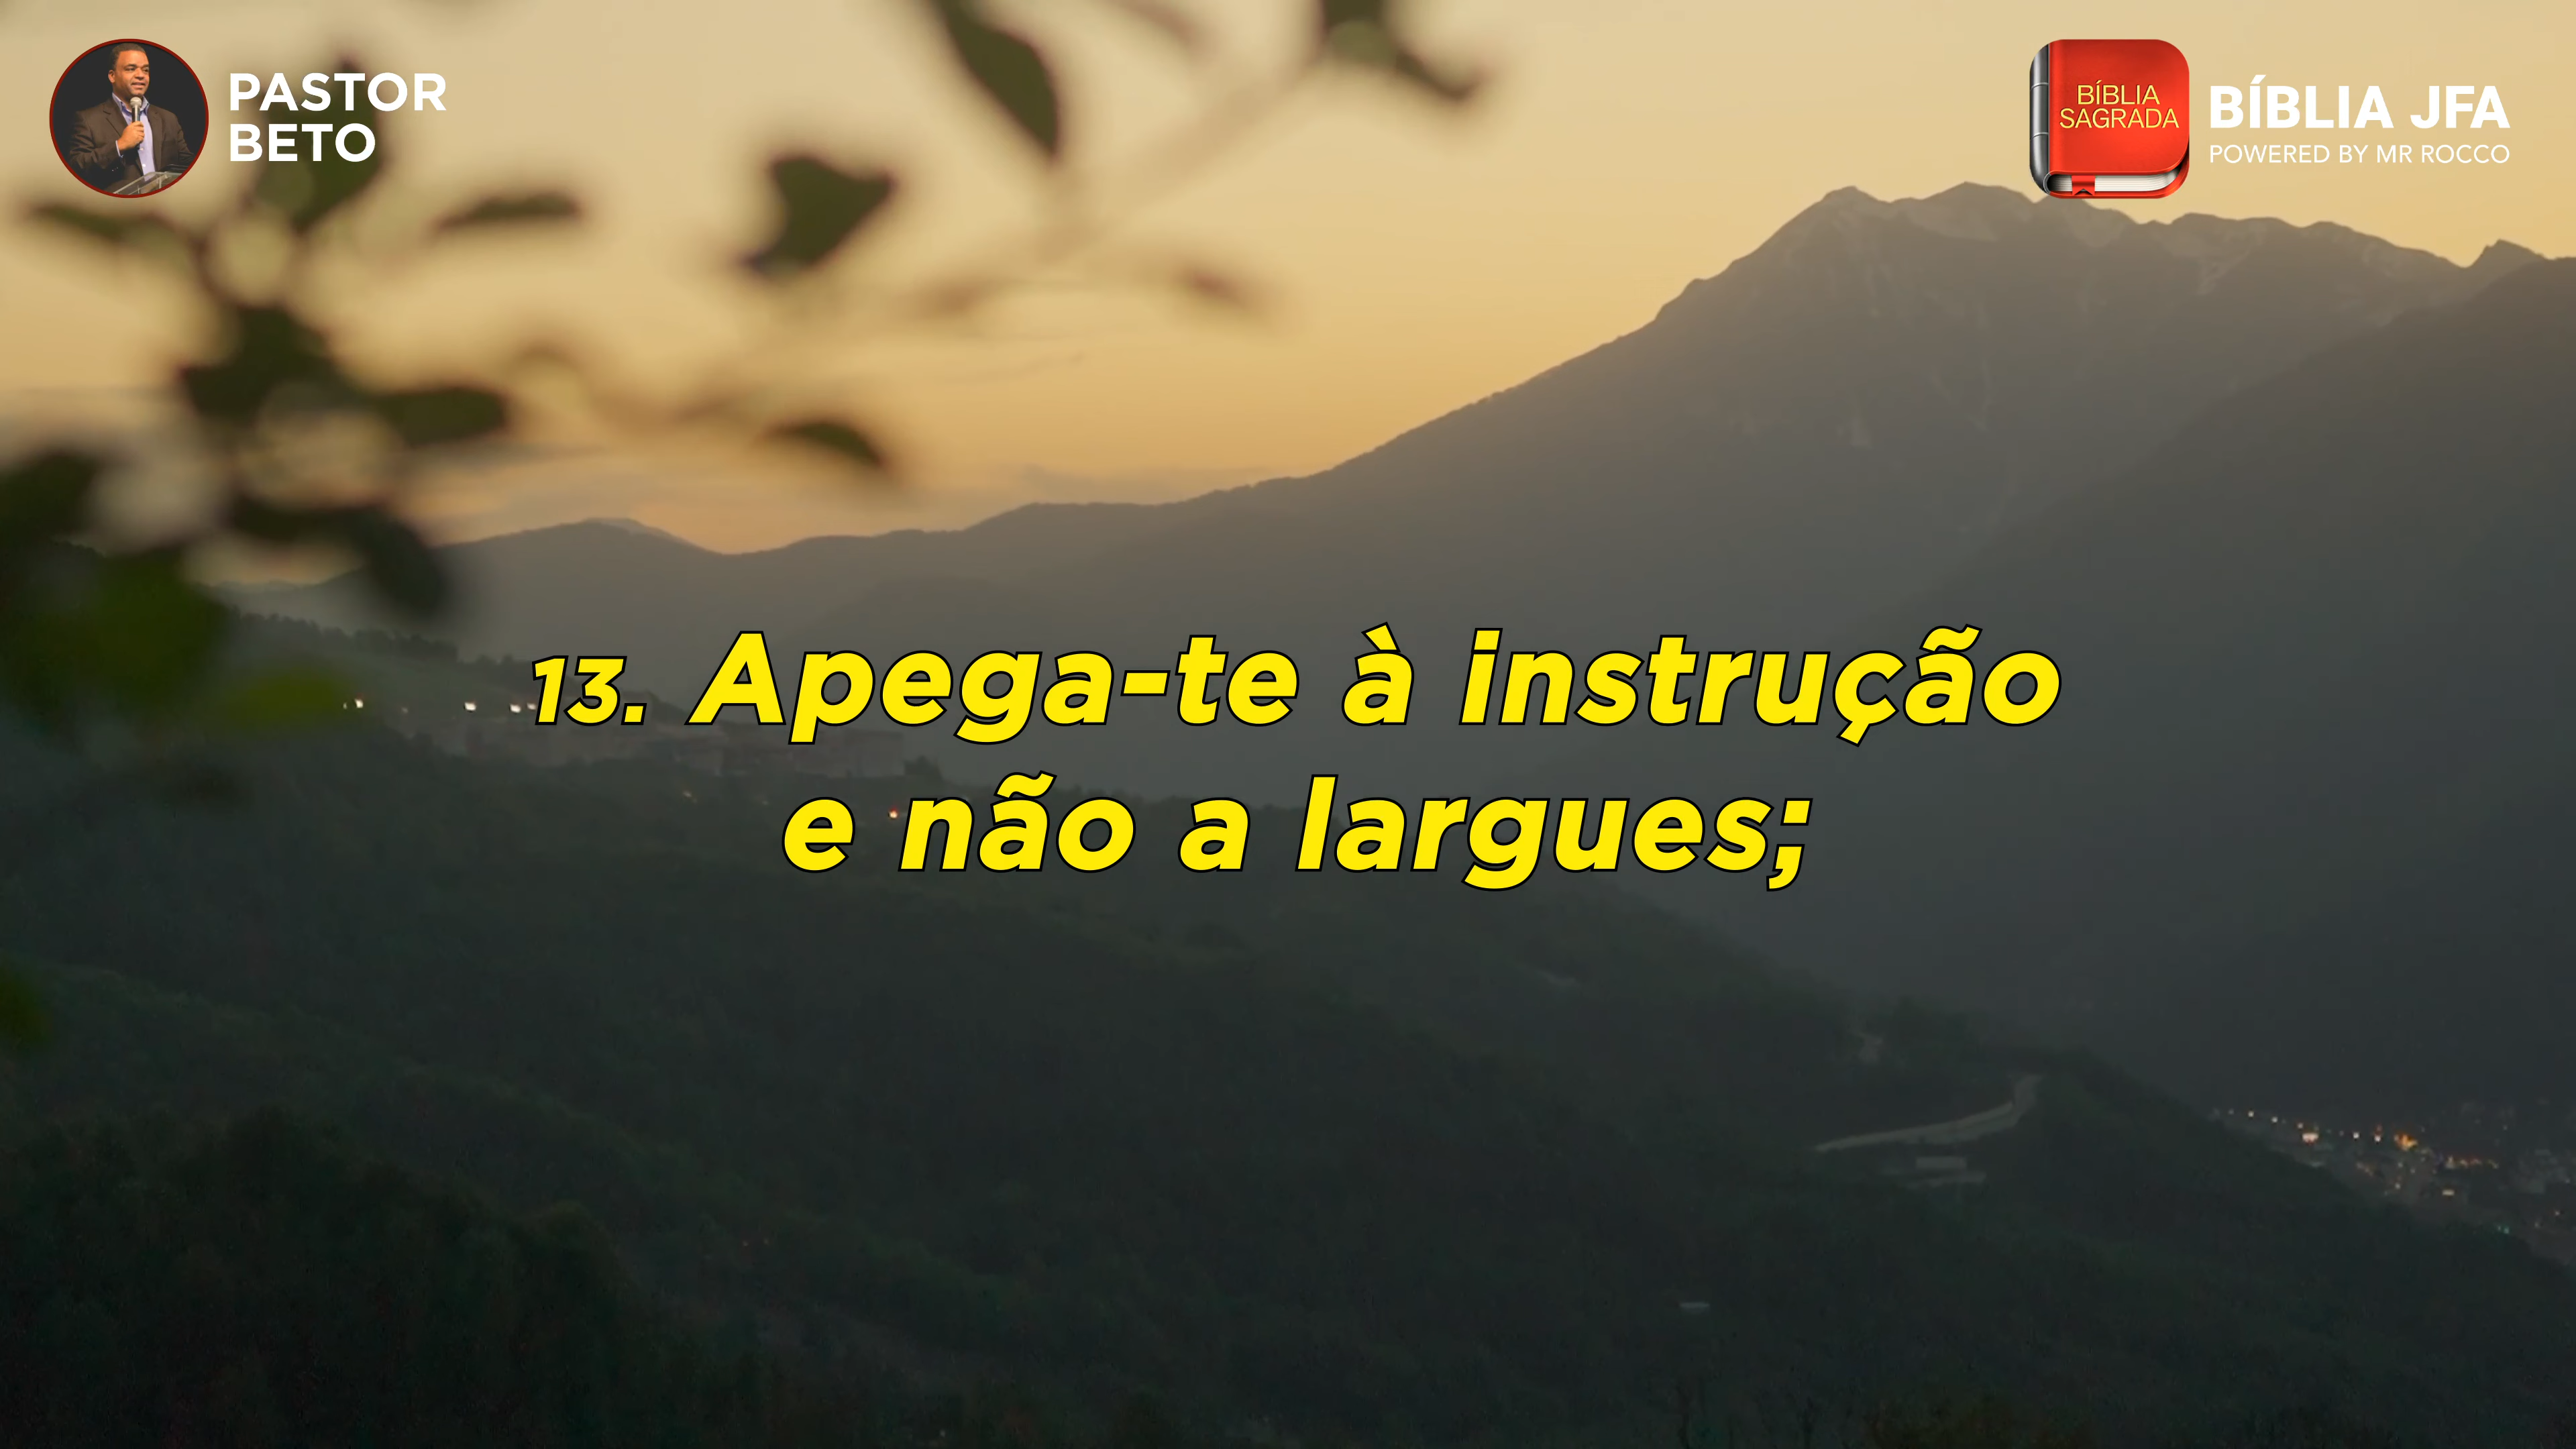 PASTOR
BETO
BÍBLIA
SAGRADA
BÍBLIA JFA
POWERED BY MR ROCCO
13. Apega-te à instrução
e não a largues;